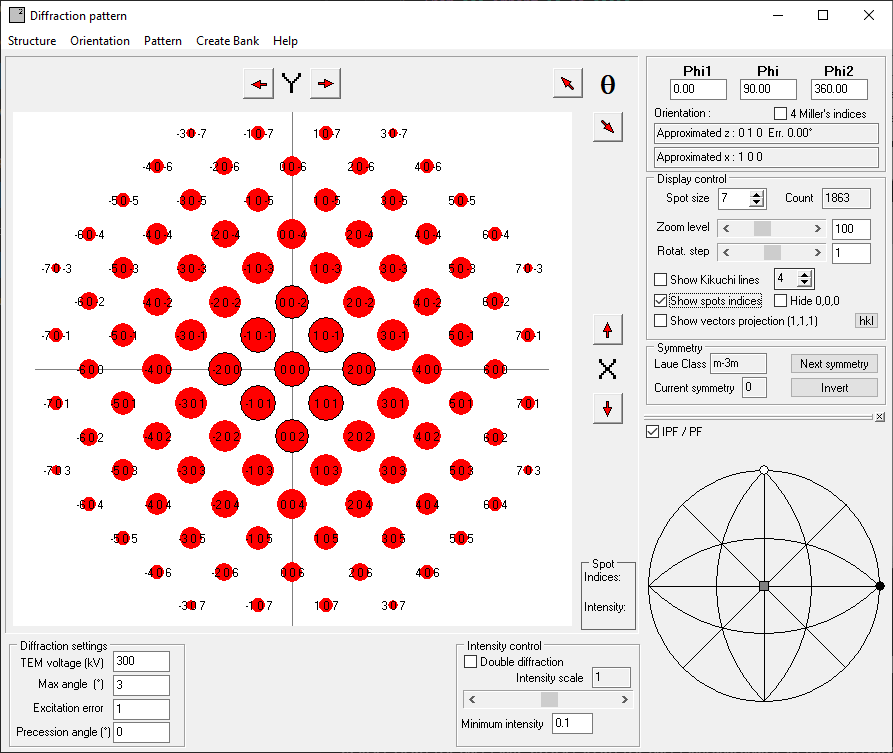 Diffraction pattern
Structure Orientation Pattern Create Bank Help
Y
θ
-3 0 -7 -1 0 -7 1 0 -7 3 0 -7
-4 0 -6 -2 0 -6 0 0 -6 2 0 -6 4 0 -6
-5 0 -5 -3 0 -5 -1 0 -5 1 0 -5 3 0 -5 5 0 -5
-6 0 -4 -4 0 -4 -2 0 -4 0 0 -4 2 0 -4 4 0 -4 6 0 -4
-7 0 -3 -5 0 -3 -3 0 -3 -1 0 -3 1 0 -3 3 0 -3 5 0 -3 7 0 -3
-6 0 -2 -4 0 -2 -2 0 -2 0 0 -2 2 0 -2 4 0 -2 6 0 -2
-7 0 -1 -5 0 -1 -3 0 -1 -1 0 -1 1 0 -1 3 0 -1 5 0 -1 7 0 -1
-6 0 0 -4 0 0 -2 0 0 0 0 0 2 0 0 4 0 0 6 0 0
-7 0 1 -5 0 1 -3 0 1 -1 0 1 1 0 1 3 0 1 5 0 1 7 0 1
-6 0 2 -4 0 2 -2 0 2 0 0 2 2 0 2 4 0 2 6 0 2
-7 0 3 -5 0 3 -3 0 3 -1 0 3 1 0 3 3 0 3 5 0 3 7 0 3
-6 0 4 -4 0 4 -2 0 4 0 0 4 2 0 4 4 0 4 6 0 4
-5 0 5 -3 0 5 -1 0 5 1 0 5 3 0 5 5 0 5
-4 0 6 -2 0 6 0 0 6 2 0 6 4 0 6
-3 0 7 -1 0 7 1 0 7 3 0 7
X
Spot
Indices:
Intensity:
Phi1 Phi Phi2
0.00 90.00 360.00
Orientation : 4 Miller's indices
Approximated z : 0 1 0 Err. 0.00°
Approximated x : 1 0 0
Display control
Spot size 7 Count 1863
Zoom level 100
Rotat. step 1
Show Kikuchi lines 4
Show spots indices Hide 0,0,0
Show vectors projection (1,1,1) hkl
Symmetry
Laue Class m-3m Next symmetry
Current symmetry 0 Invert
IPF / PF
Diffraction settings
TEM voltage (kV) 300
Max angle (°) 3
Excitation error 1
Precession angle (°) 0
Intensity control
Double diffraction
Intensity scale 1
Minimum intensity 0.1